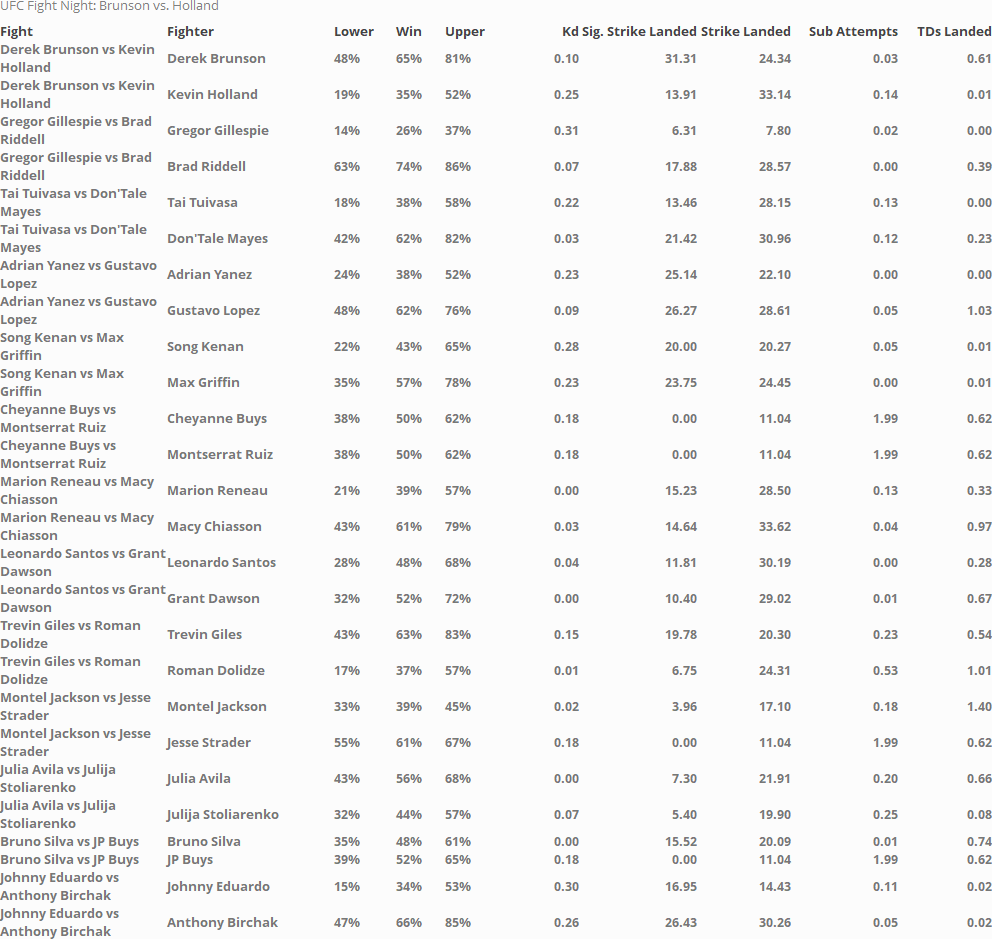 UFC Fight Night: Brunson vs. Holland
Fight Fighter Lower Win Upper Kd Sig. Strike Landed Strike Landed Sub Attempts TDs Landed
Derek Brunson vs Kevin
Holland
Derek Brunson 48% 65% 81% 0.10 31.31 24.34 0.03 0.61
Derek Brunson vs Kevin
Holland
Kevin Holland 19% 35% 52% 0.25 13.91 33.14 0.14 0.01
Gregor Gillespie vs Brad
Riddell
Gregor Gillespie 14% 26% 37% 0.31 6.31 7.80 0.02 0.00
Gregor Gillespie vs Brad
Riddell
Brad Riddell 63% 74% 86% 0.07 17.88 28.57 0.00 0.39
Tai Tuivasa vs Don'Tale
Mayes
Tai Tuivasa 18% 38% 58% 0.22 13.46 28.15 0.13 0.00
Tai Tuivasa vs Don'Tale
Mayes
Don'Tale Mayes 42% 62% 82% 0.03 21.42 30.96 0.12 0.23
Adrian Yanez vs Gustavo
Lopez
Adrian Yanez 24% 38% 52% 0.23 25.14 22.10 0.00 0.00
Adrian Yanez vs Gustavo
Lopez
Gustavo Lopez 48% 62% 76% 0.09 26.27 28.61 0.05 1.03
Song Kenan vs Max
Griffin
Song Kenan 22% 43% 65% 0.28 20.00 20.27 0.05 0.01
Song Kenan vs Max
Griffin
Max Griffin 35% 57% 78% 0.23 23.75 24.45 0.00 0.01
Cheyanne Buys vs
Montserrat Ruiz
Cheyanne Buys 38% 50% 62% 0.18 0.00 11.04 1.99 0.62
Cheyanne Buys vs
Montserrat Ruiz
Montserrat Ruiz 38% 50% 62% 0.18 0.00 11.04 1.99 0.62
Marion Reneau vs Macy
Chiasson
Marion Reneau 21% 39% 57% 0.00 15.23 28.50 0.13 0.33
Marion Reneau vs Macy
Chiasson
Macy Chiasson 43% 61% 79% 0.03 14.64 33.62 0.04 0.97
Leonardo Santos vs Grant
Dawson
Leonardo Santos 28% 48% 68% 0.04 11.81 30.19 0.00 0.28
Leonardo Santos vs Grant
Dawson
Grant Dawson 32% 52% 72% 0.00 10.40 29.02 0.01 0.67
Trevin Giles vs Roman
Dolidze
Trevin Giles 43% 63% 83% 0.15 19.78 20.30 0.23 0.54
Trevin Giles vs Roman
Dolidze
Roman Dolidze 17% 37% 57% 0.01 6.75 24.31 0.53 1.01
Montel Jackson vs Jesse
Strader
Montel Jackson 33% 39% 45% 0.02 3.96 17.10 0.18 1.40
Montel Jackson vs Jesse
Strader
Jesse Strader 55% 61% 67% 0.18 0.00 11.04 1.99 0.62
Julia Avila vs Julija
Stoliarenko
Julia Avila 43% 56% 68% 0.00 7.30 21.91 0.20 0.66
Julia Avila vs Julija
Stoliarenko
Julija Stoliarenko 32% 44% 57% 0.07 5.40 19.90 0.25 0.08
Bruno Silva vs JP Buys Bruno Silva 35% 48% 61% 0.00 15.52 20.09 0.01 0.74
Bruno Silva vs JP Buys JP Buys 39% 52% 65% 0.18 0.00 11.04 1.99 0.62
Johnny Eduardo vs
Anthony Birchak
Johnny Eduardo 15% 34% 53% 0.30 16.95 14.43 0.11 0.02
Johnny Eduardo vs
Anthony Birchak
Anthony Birchak 47% 66% 85% 0.26 26.43 30.26 0.05 0.02